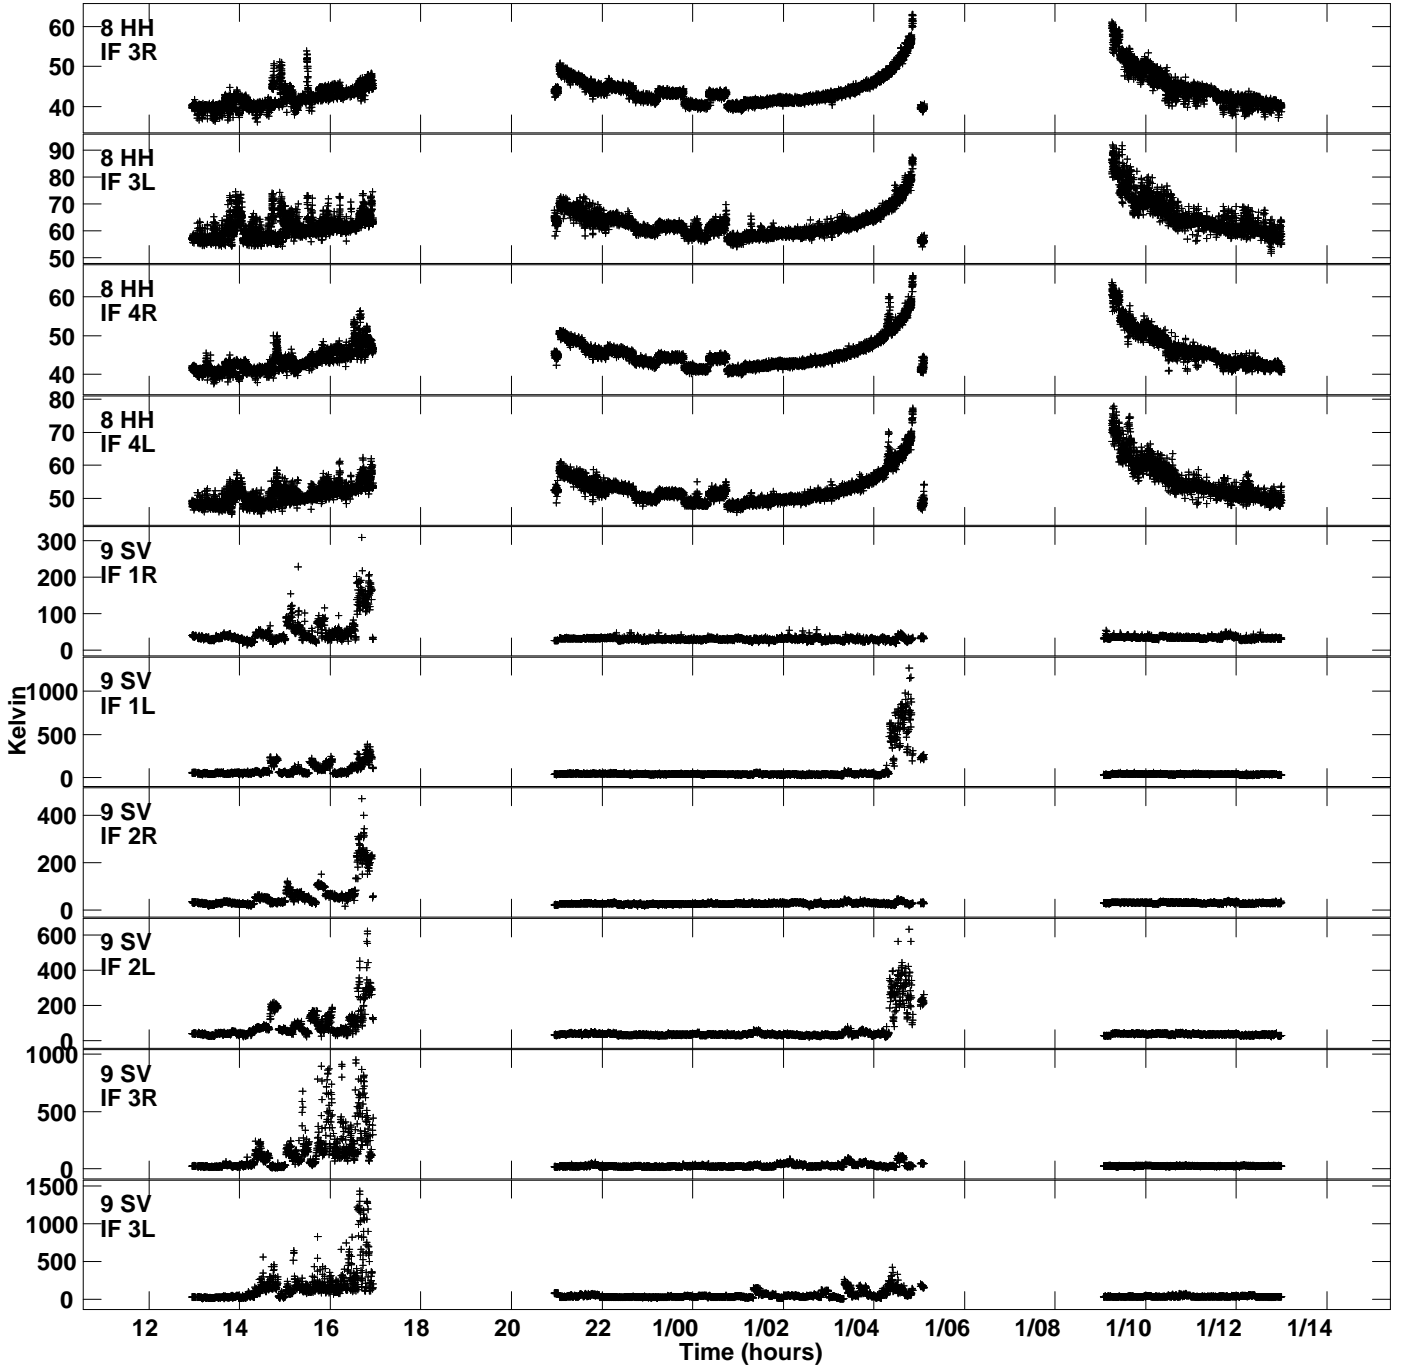 8 HH
IF 3R
60
50
40
8 HH
IF 3L
90
80
70
60
50
8 HH
IF 4R
60
50
40
8 HH
IF 4L
80
70
60
50
9 SV
IF 1R
300
200
100
0
9 SV
IF 1L
1000
500
0
9 SV
IF 2R
400
200
0
9 SV
IF 2L
600
400
200
0
9 SV
IF 3R
1000
500
0
9 SV
IF 3L
1500
1000
500
0
Kelvin
12 14 16 18 20 22 1/00 1/02 1/04 1/06 1/08 1/10 1/12 1/14
Time (hours)